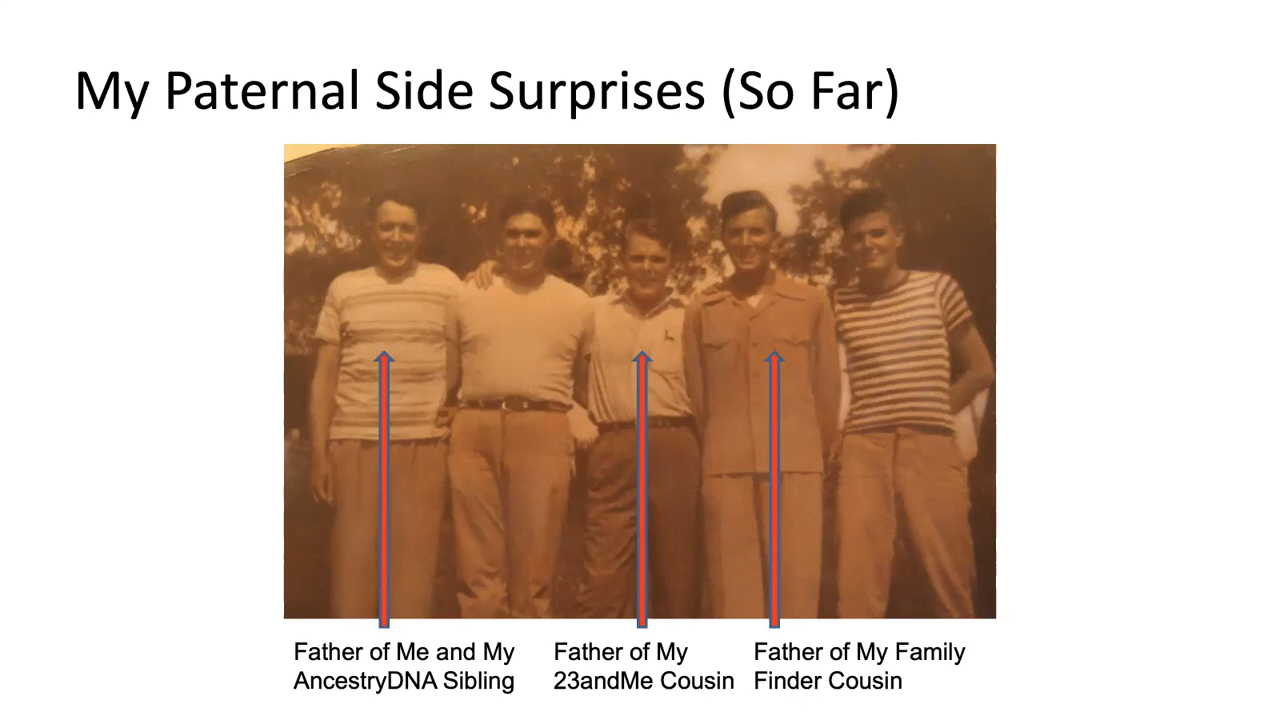 My Paternal Side Surprises (So Far)
Father of Me and My
AncestryDNA Sibling
Father of My
23andMe Cousin
Father of My Family
Finder Cousin